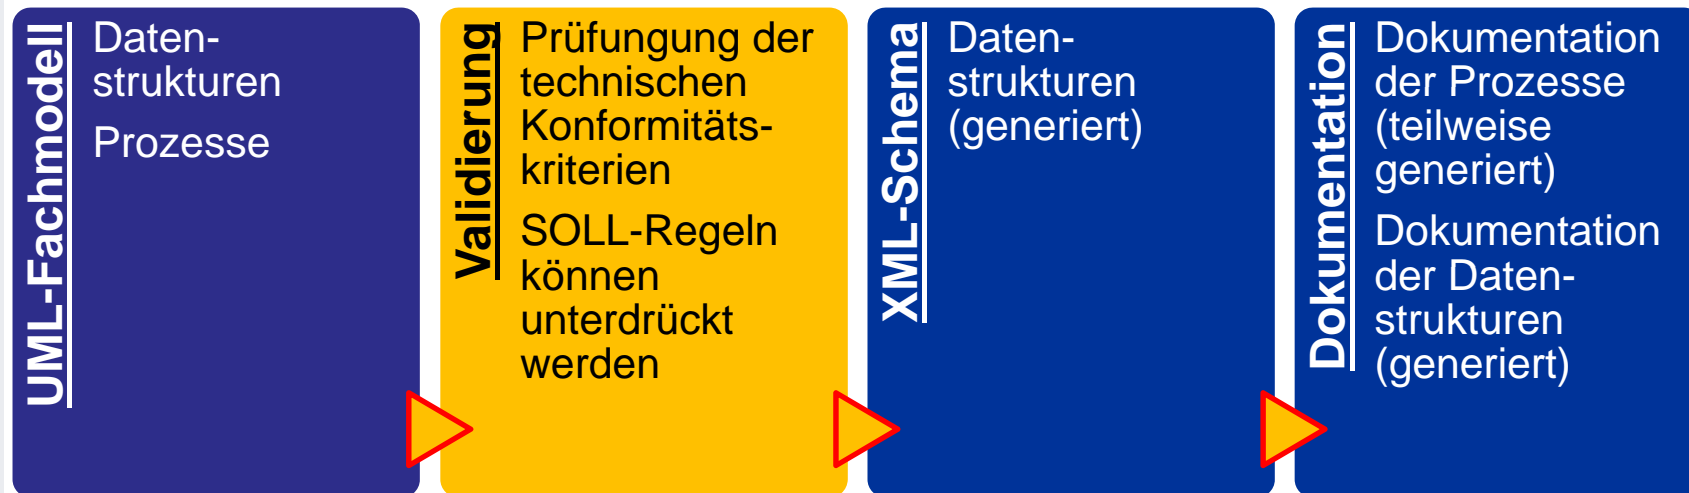 UML-Fachmodell
Daten-
strukturen
Prozesse
Validierung
Prüfungung der
technischen
Konformitäts-
kriterien
SOLL-Regeln
können
unterdrückt
werden
XML-Schema
Daten-
strukturen
(generiert)
Dokumentation
Dokumentation
der Prozesse
(teilweise
generiert)
Dokumentation
der Daten-
strukturen
(generiert)